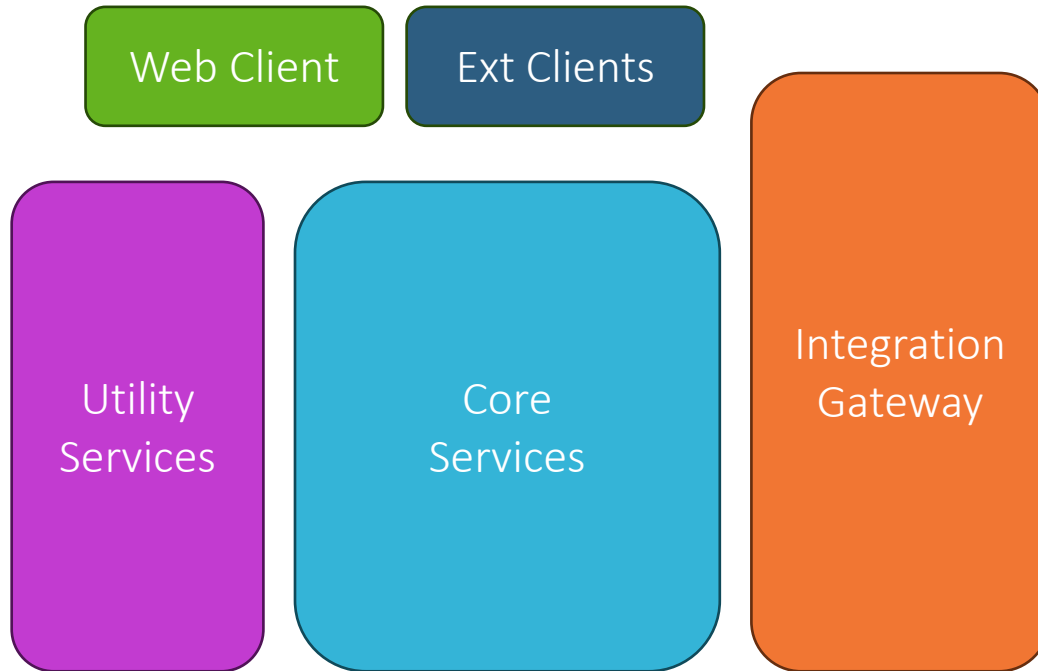 Web Client
Ext Clients
Integration
Gateway
Utility
Services
Core
Services